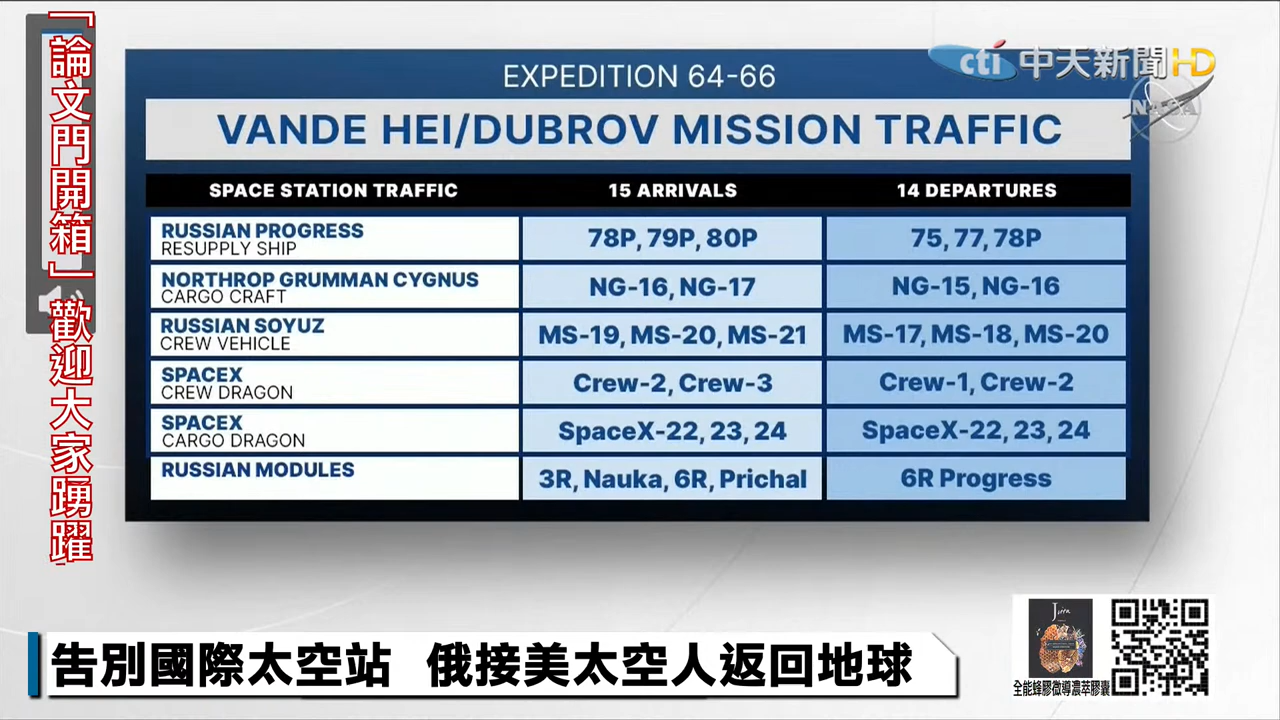 「論文門開箱」歡迎大家踴躍
cti 中天新聞HD
NASA
EXPEDITION 64-66
VANDE HEI/DUBROV MISSION TRAFFIC
SPACE STATION TRAFFIC 15 ARRIVALS 14 DEPARTURES
RUSSIAN PROGRESS
RESUPPLY SHIP
78P, 79P, 80P 75, 77, 78P
NORTHROP GRUMMAN CYGNUS
CARGO CRAFT
NG-16, NG-17 NG-15, NG-16
RUSSIAN SOYUZ
CREW VEHICLE
MS-19, MS-20, MS-21 MS-17, MS-18, MS-20
SPACEX
CREW DRAGON
Crew-2, Crew-3 Crew-1, Crew-2
SPACEX
CARGO DRAGON
SpaceX-22, 23, 24 SpaceX-22, 23, 24
RUSSIAN MODULES
3R, Nauka, 6R, Prichal 6R Progress
告別國際太空站 俄接美太空人返回地球
全能蜂膠微導濃萃膠囊